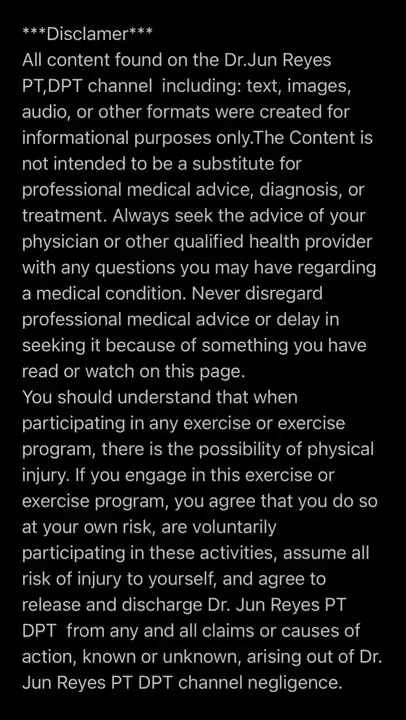 ***Disclamer***
All content found on the Dr.Jun Reyes
PT,DPT channel  including: text, images,
audio, or other formats were created for
informational purposes only.The Content is
not intended to be a substitute for
professional medical advice, diagnosis, or
treatment. Always seek the advice of your
physician or other qualified health provider
with any questions you may have regarding
a medical condition. Never disregard
professional medical advice or delay in
seeking it because of something you have
read or watch on this page.
You should understand that when
participating in any exercise or exercise
program, there is the possibility of physical
injury. If you engage in this exercise or
exercise program, you agree that you do so
at your own risk, are voluntarily
participating in these activities, assume all
risk of injury to yourself, and agree to
release and discharge Dr. Jun Reyes PT
DPT  from any and all claims or causes of
action, known or unknown, arising out of Dr.
Jun Reyes PT DPT channel negligence.